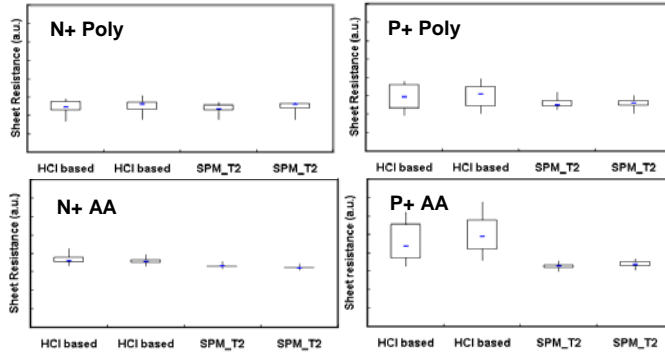 N+ Poly
Sheet Resistance (a.u.)
HCl based HCl based SPM_T2 SPM_T2
P+ Poly
Sheet Resistance (a.u.)
HCl based HCl based SPM_T2 SPM_T2
N+ AA
Sheet Resistance (a.u.)
HCl based HCl based SPM_T2 SPM_T2
P+ AA
Sheet resistance (a.u.)
HCl based HCl based SPM_T2 SPM_T2